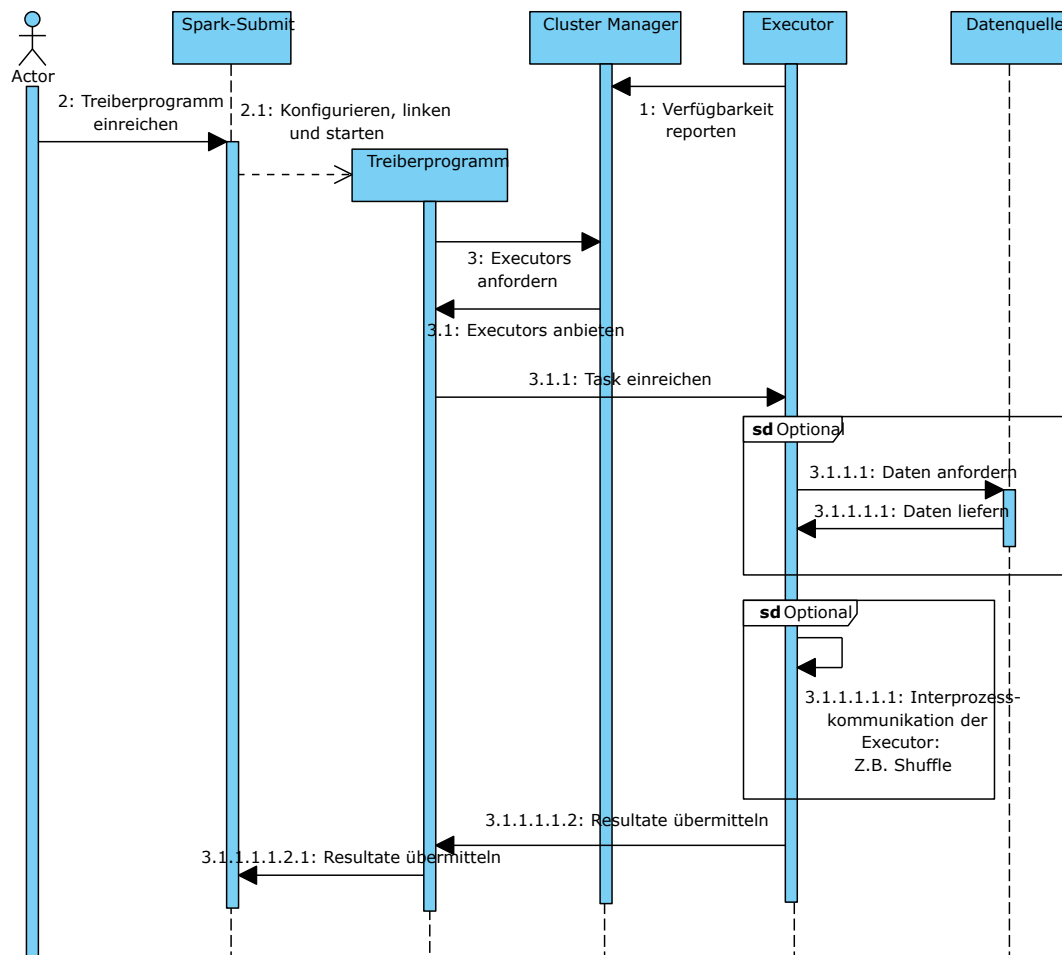 Spark-Submit
Cluster Manager
Executor
Datenquelle
Actor
2: Treiberprogramm
einreichen
2.1: Konfigurieren, linken
und starten
1: Verfügbarkeit
reporten
Treiberprogramm
3: Executors
anfordern
3.1: Executors anbieten
3.1.1: Task einreichen
sd Optional
3.1.1.1: Daten anfordern
3.1.1.1.1: Daten liefern
sd Optional
3.1.1.1.1.1: Interprozess-
kommunikation der
Executor:
Z.B. Shuffle
3.1.1.1.1.2: Resultate übermitteln
3.1.1.1.1.2.1: Resultate übermitteln